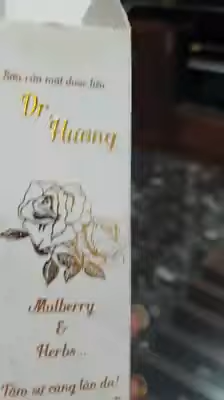 Sữa rửa mặt dược liệu
Dr.
Hương
Mulberry
&
Herbs...
Tâm sự cùng làn da!